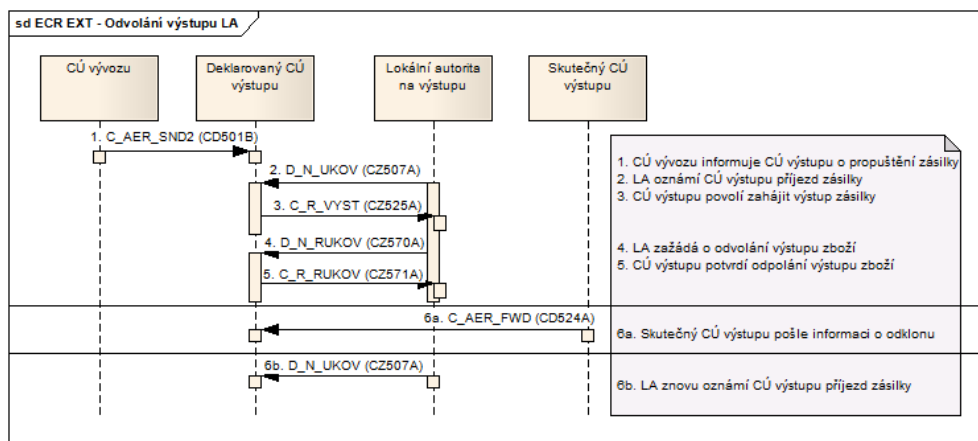 sd ECR EXT - Odvolání výstupu LA
CÚ vývozu
Deklarovaný CÚ
výstupu
Lokální autorita
na výstupu
Skutečný CÚ
výstupu
1. C_AER_SND2 (CD501B)
2. D_N_UKOV (CZ507A)
3. C_R_VYST (CZ525A)
4. D_N_RUKOV (CZ570A)
5. C_R_RUKOV (CZ571A)
6a. C_AER_FWD (CD524A)
6b. D_N_UKOV (CZ507A)
1. CÚ vývozu informuje CÚ výstupu o propuštění zásilky
2. LA oznámí CÚ výstupu příjezd zásilky
3. CÚ výstupu povolí zahájit výstup zásilky
4. LA zažádá o odvolání výstupu zboží
5. CÚ výstupu potvrdí odpolání výstupu zboží
6a. Skutečný CÚ výstupu pošle informaci o odklonu
6b. LA znovu oznámí CÚ výstupu příjezd zásilky